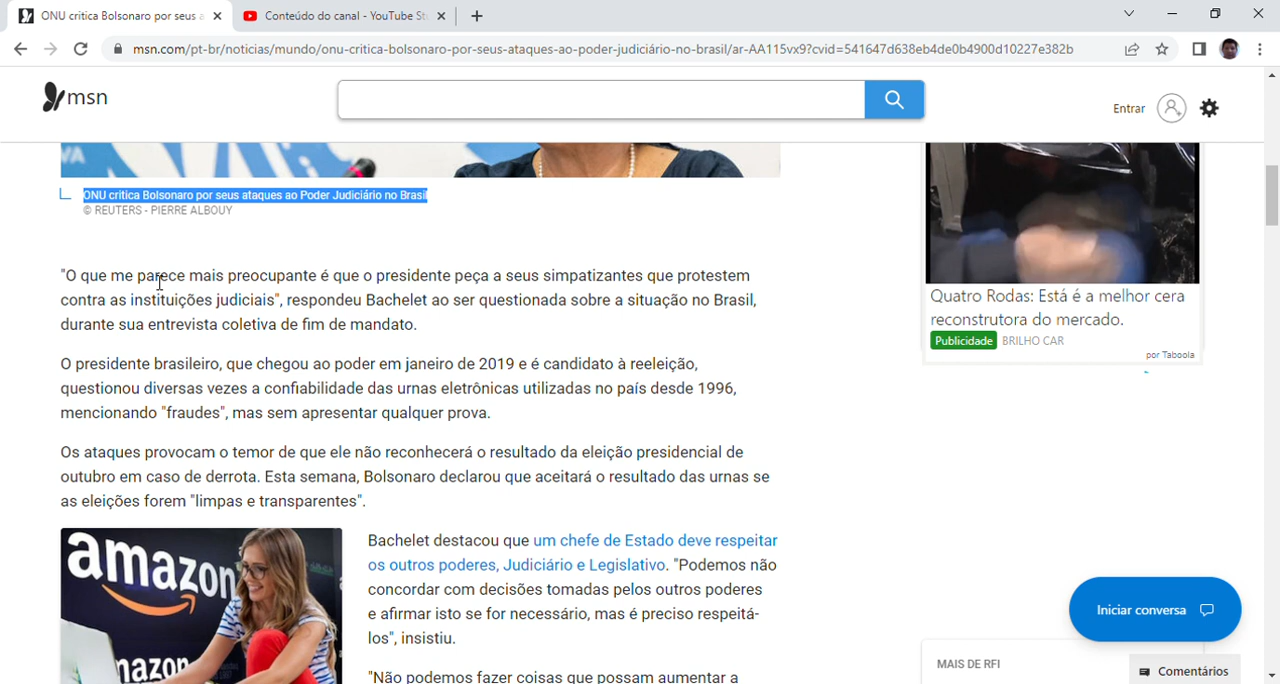 ONU critica Bolsonaro por seus a
Conteúdo do canal - YouTube St
msn.com/pt-br/noticias/mundo/onu-critica-bolsonaro-por-seus-ataques-ao-poder-judiciário-no-brasil/ar-AA115vx9?cvid=541647d638eb4de0b4900d10227e382b
msn
Entrar
VA
ONU critica Bolsonaro por seus ataques ao Poder Judiciário no Brasil
© REUTERS - PIERRE ALBOUY
"O que me parece mais preocupante é que o presidente peça a seus simpatizantes que protestem
contra as instituições judiciais", respondeu Bachelet ao ser questionada sobre a situação no Brasil,
durante sua entrevista coletiva de fim de mandato.
O presidente brasileiro, que chegou ao poder em janeiro de 2019 e é candidato à reeleição,
questionou diversas vezes a confiabilidade das urnas eletrônicas utilizadas no país desde 1996,
mencionando "fraudes", mas sem apresentar qualquer prova.
Os ataques provocam o temor de que ele não reconhecerá o resultado da eleição presidencial de
outubro em caso de derrota. Esta semana, Bolsonaro declarou que aceitará o resultado das urnas se
as eleições forem "limpas e transparentes".
amazon
mazon
Bachelet destacou que um chefe de Estado deve respeitar
os outros poderes, Judiciário e Legislativo. "Podemos não
concordar com decisões tomadas pelos outros poderes
e afirmar isto se for necessário, mas é preciso respeitá-
los", insistiu.
"Não podemos fazer coisas que possam aumentar a
Quatro Rodas: Está é a melhor cera
reconstrutora do mercado.
Publicidade BRILHO CAR
por Taboola
Iniciar conversa
MAIS DE RFI
Comentários